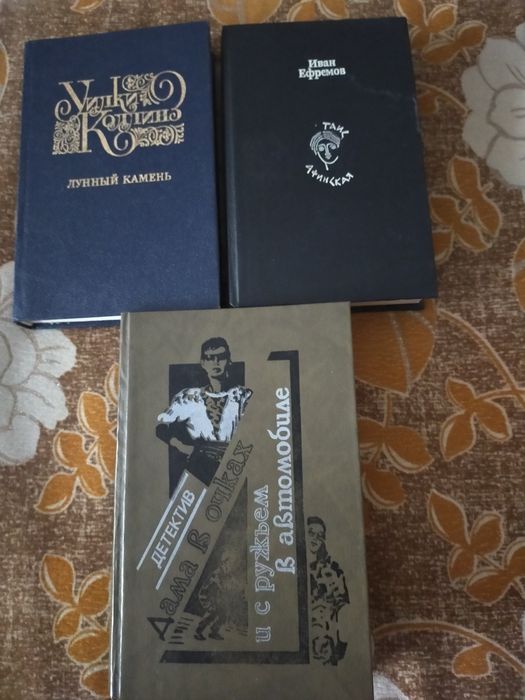 Уилки
Коллинз
ЛУННЫЙ КАМЕНЬ
Иван
Ефремов
ТАИС
АФИНСКАЯ
ДЕТЕКТИВ
Дама в очках
и с ружьем
в автомобиле